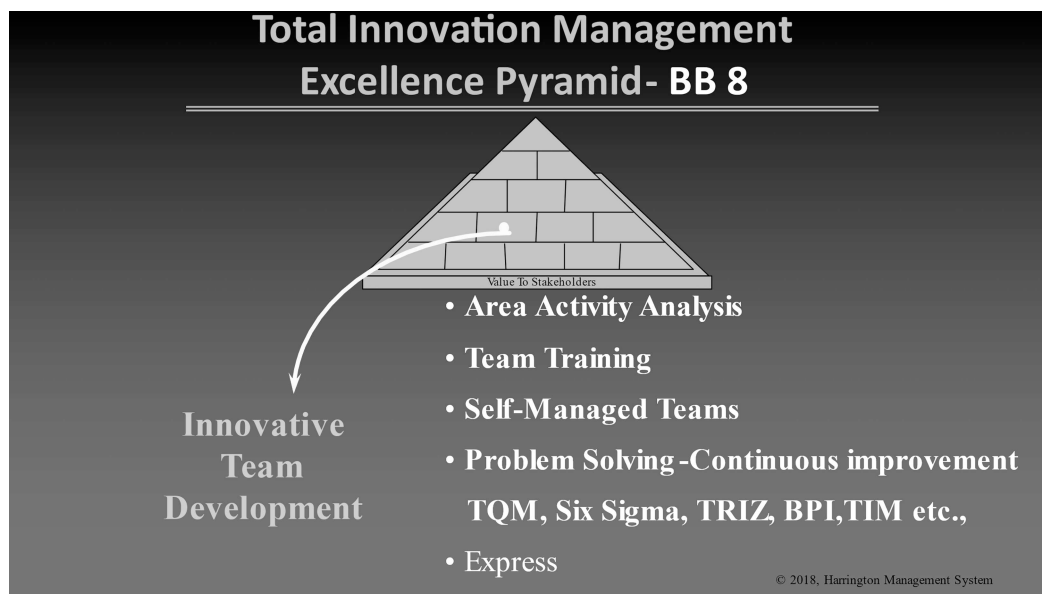 Total Innovation Management
Excellence Pyramid- BB 8
Value To Stakeholders
• Area Activity Analysis
• Team Training
• Self-Managed Teams
• Problem Solving-Continuous improvement
TQM, Six Sigma, TRIZ, BPI,TIM etc.,
• Express
Innovative
Team
Development
© 2018, Harrington Management System